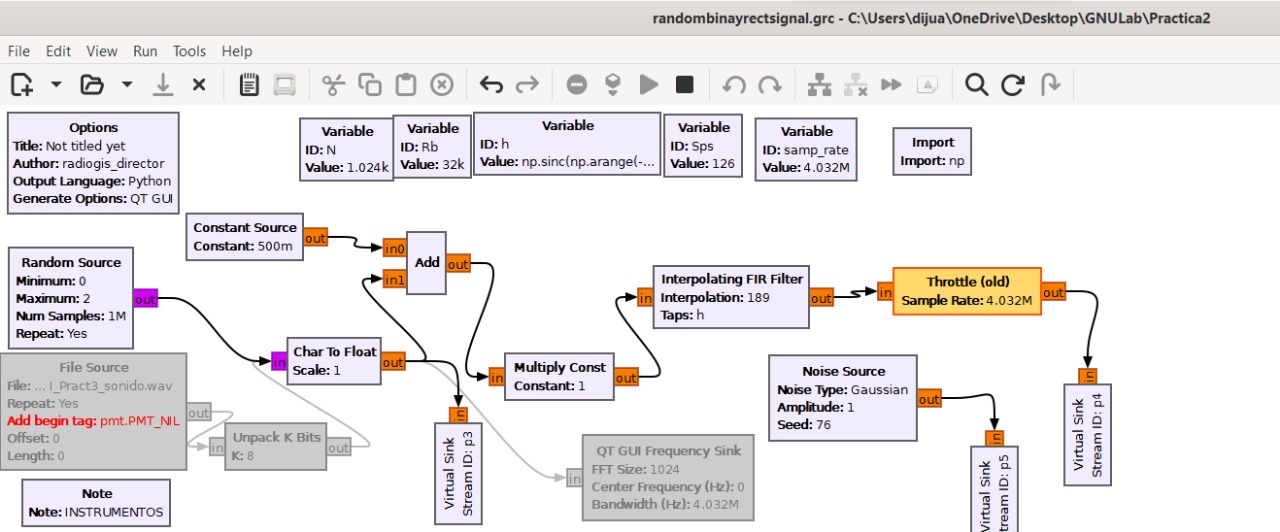 randombinayrectsignal.grc - C:\Users\dijua\OneDrive\Desktop\GNULab\Practica2
File Edit View Run Tools Help
Options
Title: Not titled yet
Author: radiogis_director
Output Language: Python
Generate Options: QT GUI
Variable
ID: N
Value: 1.024k
Variable
ID: Rb
Value: 32k
Variable
ID: h
Value: np.sinc(np.arange(-...
Variable
ID: Sps
Value: 126
Variable
ID: samp_rate
Value: 4.032M
Import
Import: np
Constant Source
Constant: 500m
out
in0
in1
Add
out
Random Source
Minimum: 0
Maximum: 2
Num Samples: 1M
Repeat: Yes
out
in
Char To Float
Scale: 1
out
in
Multiply Const
Constant: 1
out
in
Interpolating FIR Filter
Interpolation: 189
Taps: h
out
in
Throttle (old)
Sample Rate: 4.032M
out
in
Virtual Sink
Stream ID: p4
File Source
File: ... I_Pract3_sonido.wav
Repeat: Yes
Add begin tag: pmt.PMT_NIL
Offset: 0
Length: 0
out
in
Unpack K Bits
K: 8
out
in
Virtual Sink
Stream ID: p3
in
QT GUI Frequency Sink
FFT Size: 1024
Center Frequency (Hz): 0
Bandwidth (Hz): 4.032M
Noise Source
Noise Type: Gaussian
Amplitude: 1
Seed: 76
out
in
Virtual Sink
tream ID: p5
Note
Note: INSTRUMENTOS